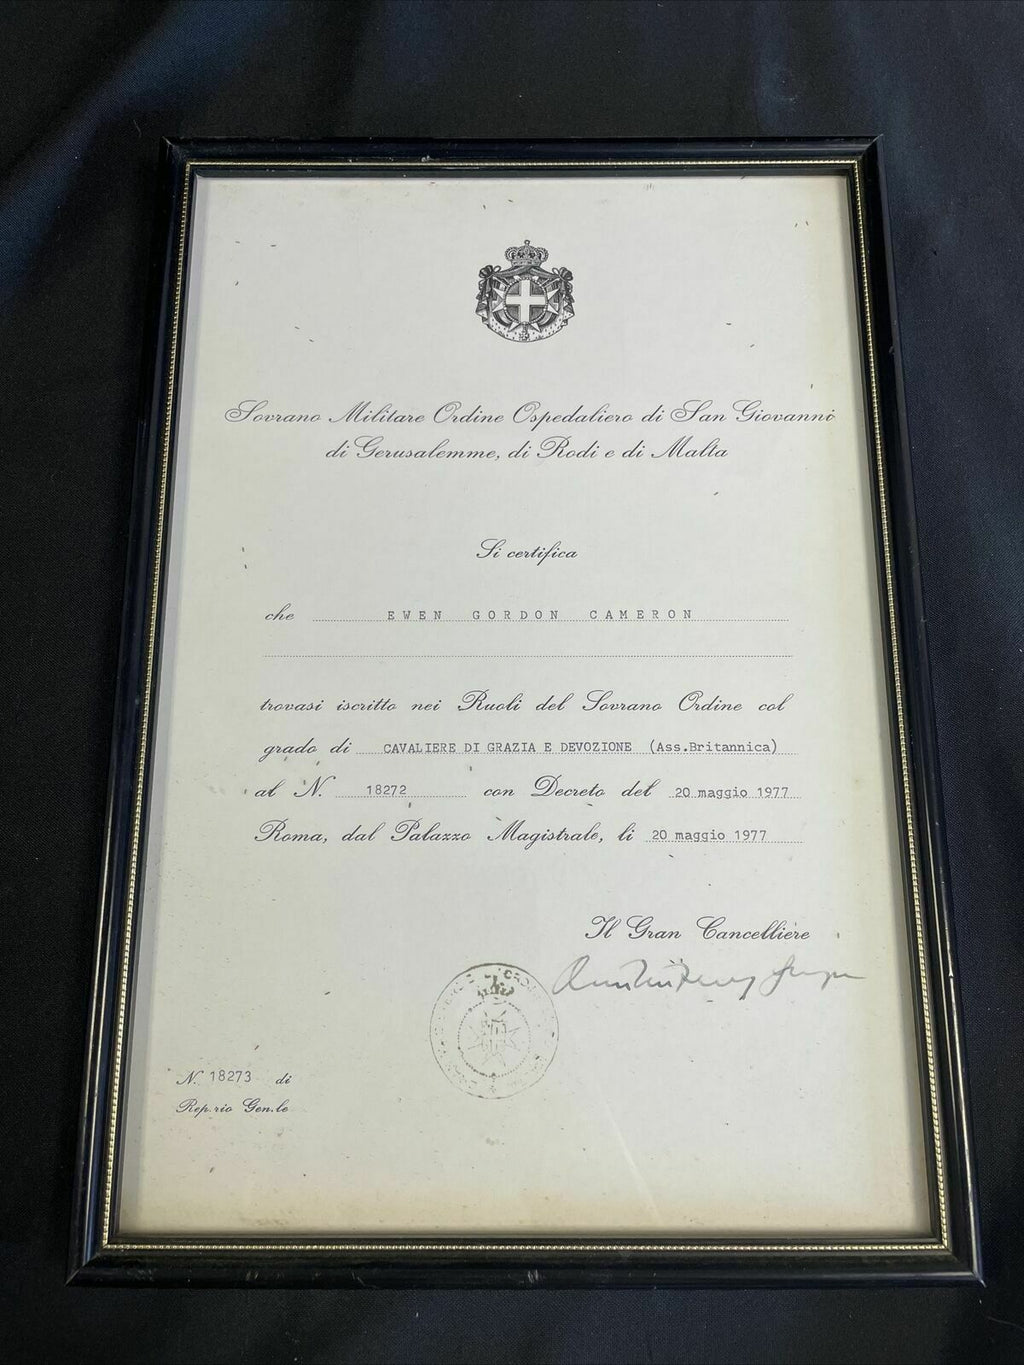 Sovrano Militare Ordine Ospedaliero di San Giovanni
di Gerusalemme, di Rodi e di Malta
Si certifica
che EWEN GORDON CAMERON
trovasi iscritto nei Ruoli del Sovrano Ordine col
grado di CAVALIERE DI GRAZIA E DEVOZIONE (Ass.Britannica)
al N. 18272 con Decreto del 20 maggio 1977
Roma, dal Palazzo Magistrale, li 20 maggio 1977
Il Gran Cancelliere
N. 18273 di
Rep.rio Gen.le